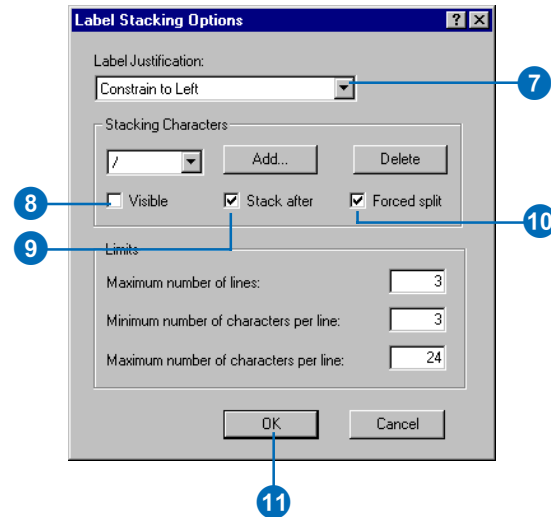 Label Stacking Options ? X
Label Justification:
Constrain to Left
7
Stacking Characters
/
Add...
Delete
8
Visible
Stack after
Forced split
9
10
Limits
Maximum number of lines: 3
Minimum number of characters per line: 3
Maximum number of characters per line: 24
OK
Cancel
11